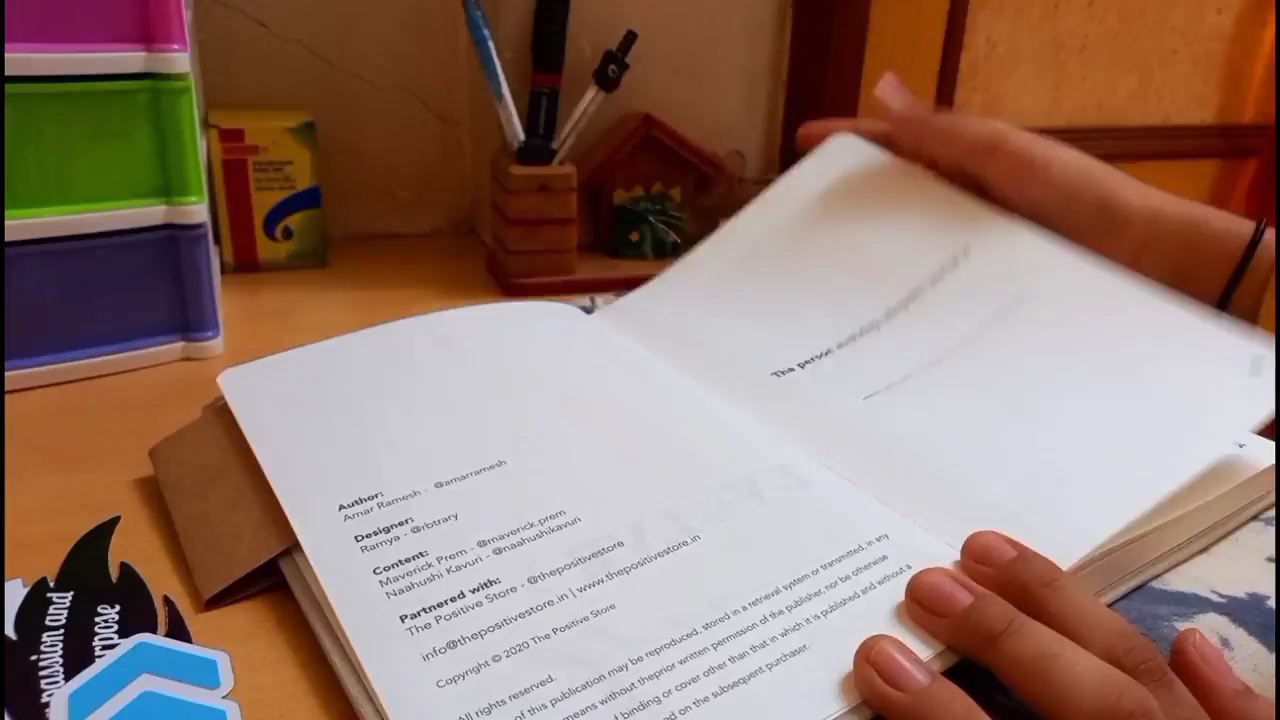 Author:
Amar Ramesh - @amarramesh
Designer:
Ramya - @rbtrary
Content:
Maverick Prem - @maverick.prem
Naahushi Kavuri - @naahushikavuri
Partnered with:
The Positive Store - @thepositivestore
info@thepositivestore.in | www.thepositivestore.in
Copyright © 2020 The Positive Store
All rights reserved.
of this publication may be reproduced, stored in a retrieval system or transmitted, in any
means without theprior written permission of the publisher, nor be otherwise
of binding or cover other than that in which it is published and without a
ed on the subsequent purchaser.
The person
passion and
urpose